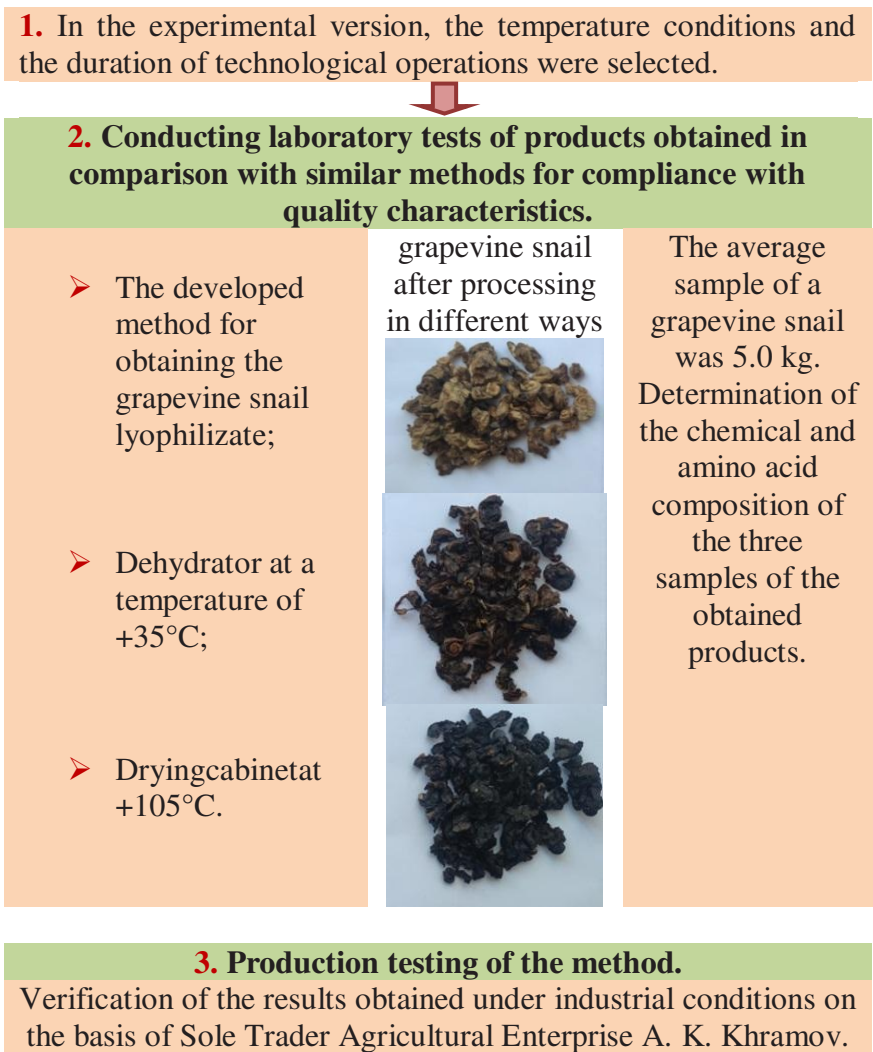 1. In the experimental version, the temperature conditions and
the duration of technological operations were selected.
2. Conducting laboratory tests of products obtained in
comparison with similar methods for compliance with
quality characteristics.
➢ The developed
method for
obtaining the
grapevine snail
lyophilizate;
➢ Dehydrator at a
temperature of
+35°C;
➢ Dryingcabinetat
+105°C.
grapevine snail
after processing
in different ways
The average
sample of a
grapevine snail
was 5.0 kg.
Determination of
the chemical and
amino acid
composition of
the three
samples of the
obtained
products.
3. Production testing of the method.
Verification of the results obtained under industrial conditions on
the basis of Sole Trader Agricultural Enterprise A. K. Khramov.